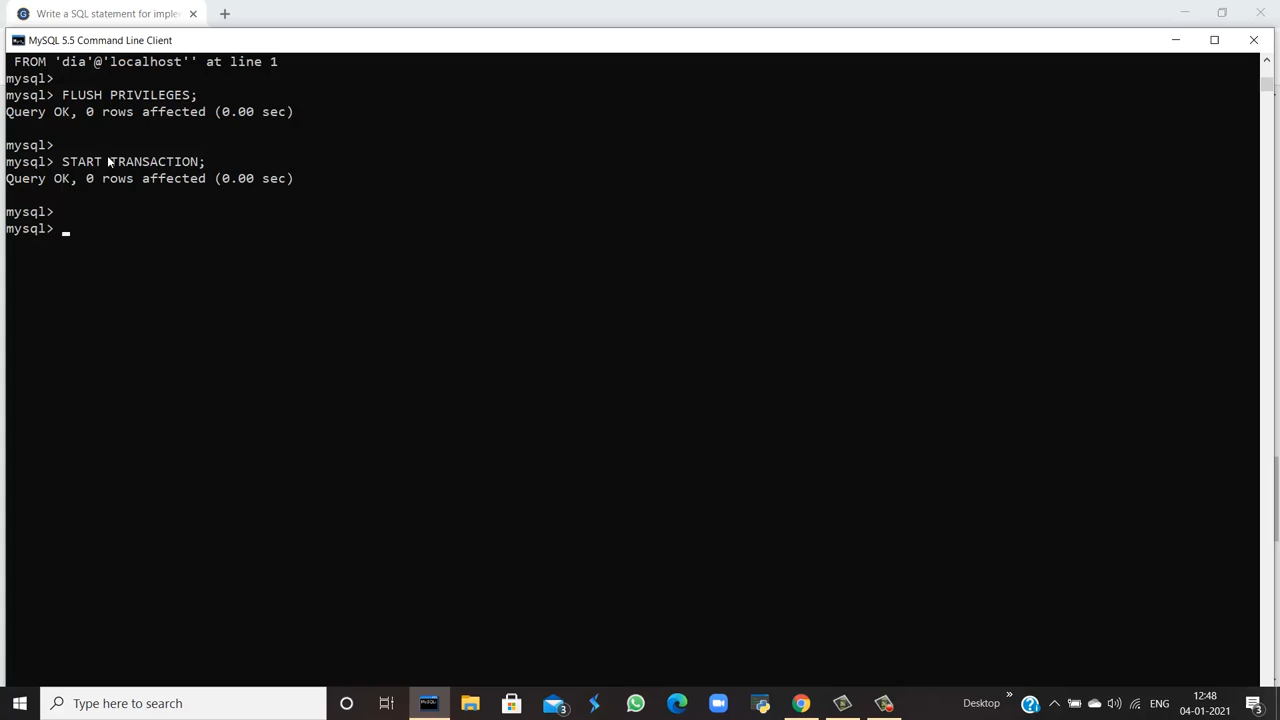 Write a SQL statement for imple
MySQL 5.5 Command Line Client
FROM 'dia'@'localhost'' at line 1
mysql>
mysql> FLUSH PRIVILEGES;
Query OK, 0 rows affected (0.00 sec)
mysql>
mysql> START TRANSACTION;
Query OK, 0 rows affected (0.00 sec)
mysql>
mysql>
Type here to search
3
Desktop
ENG
12:48
04-01-2021
3